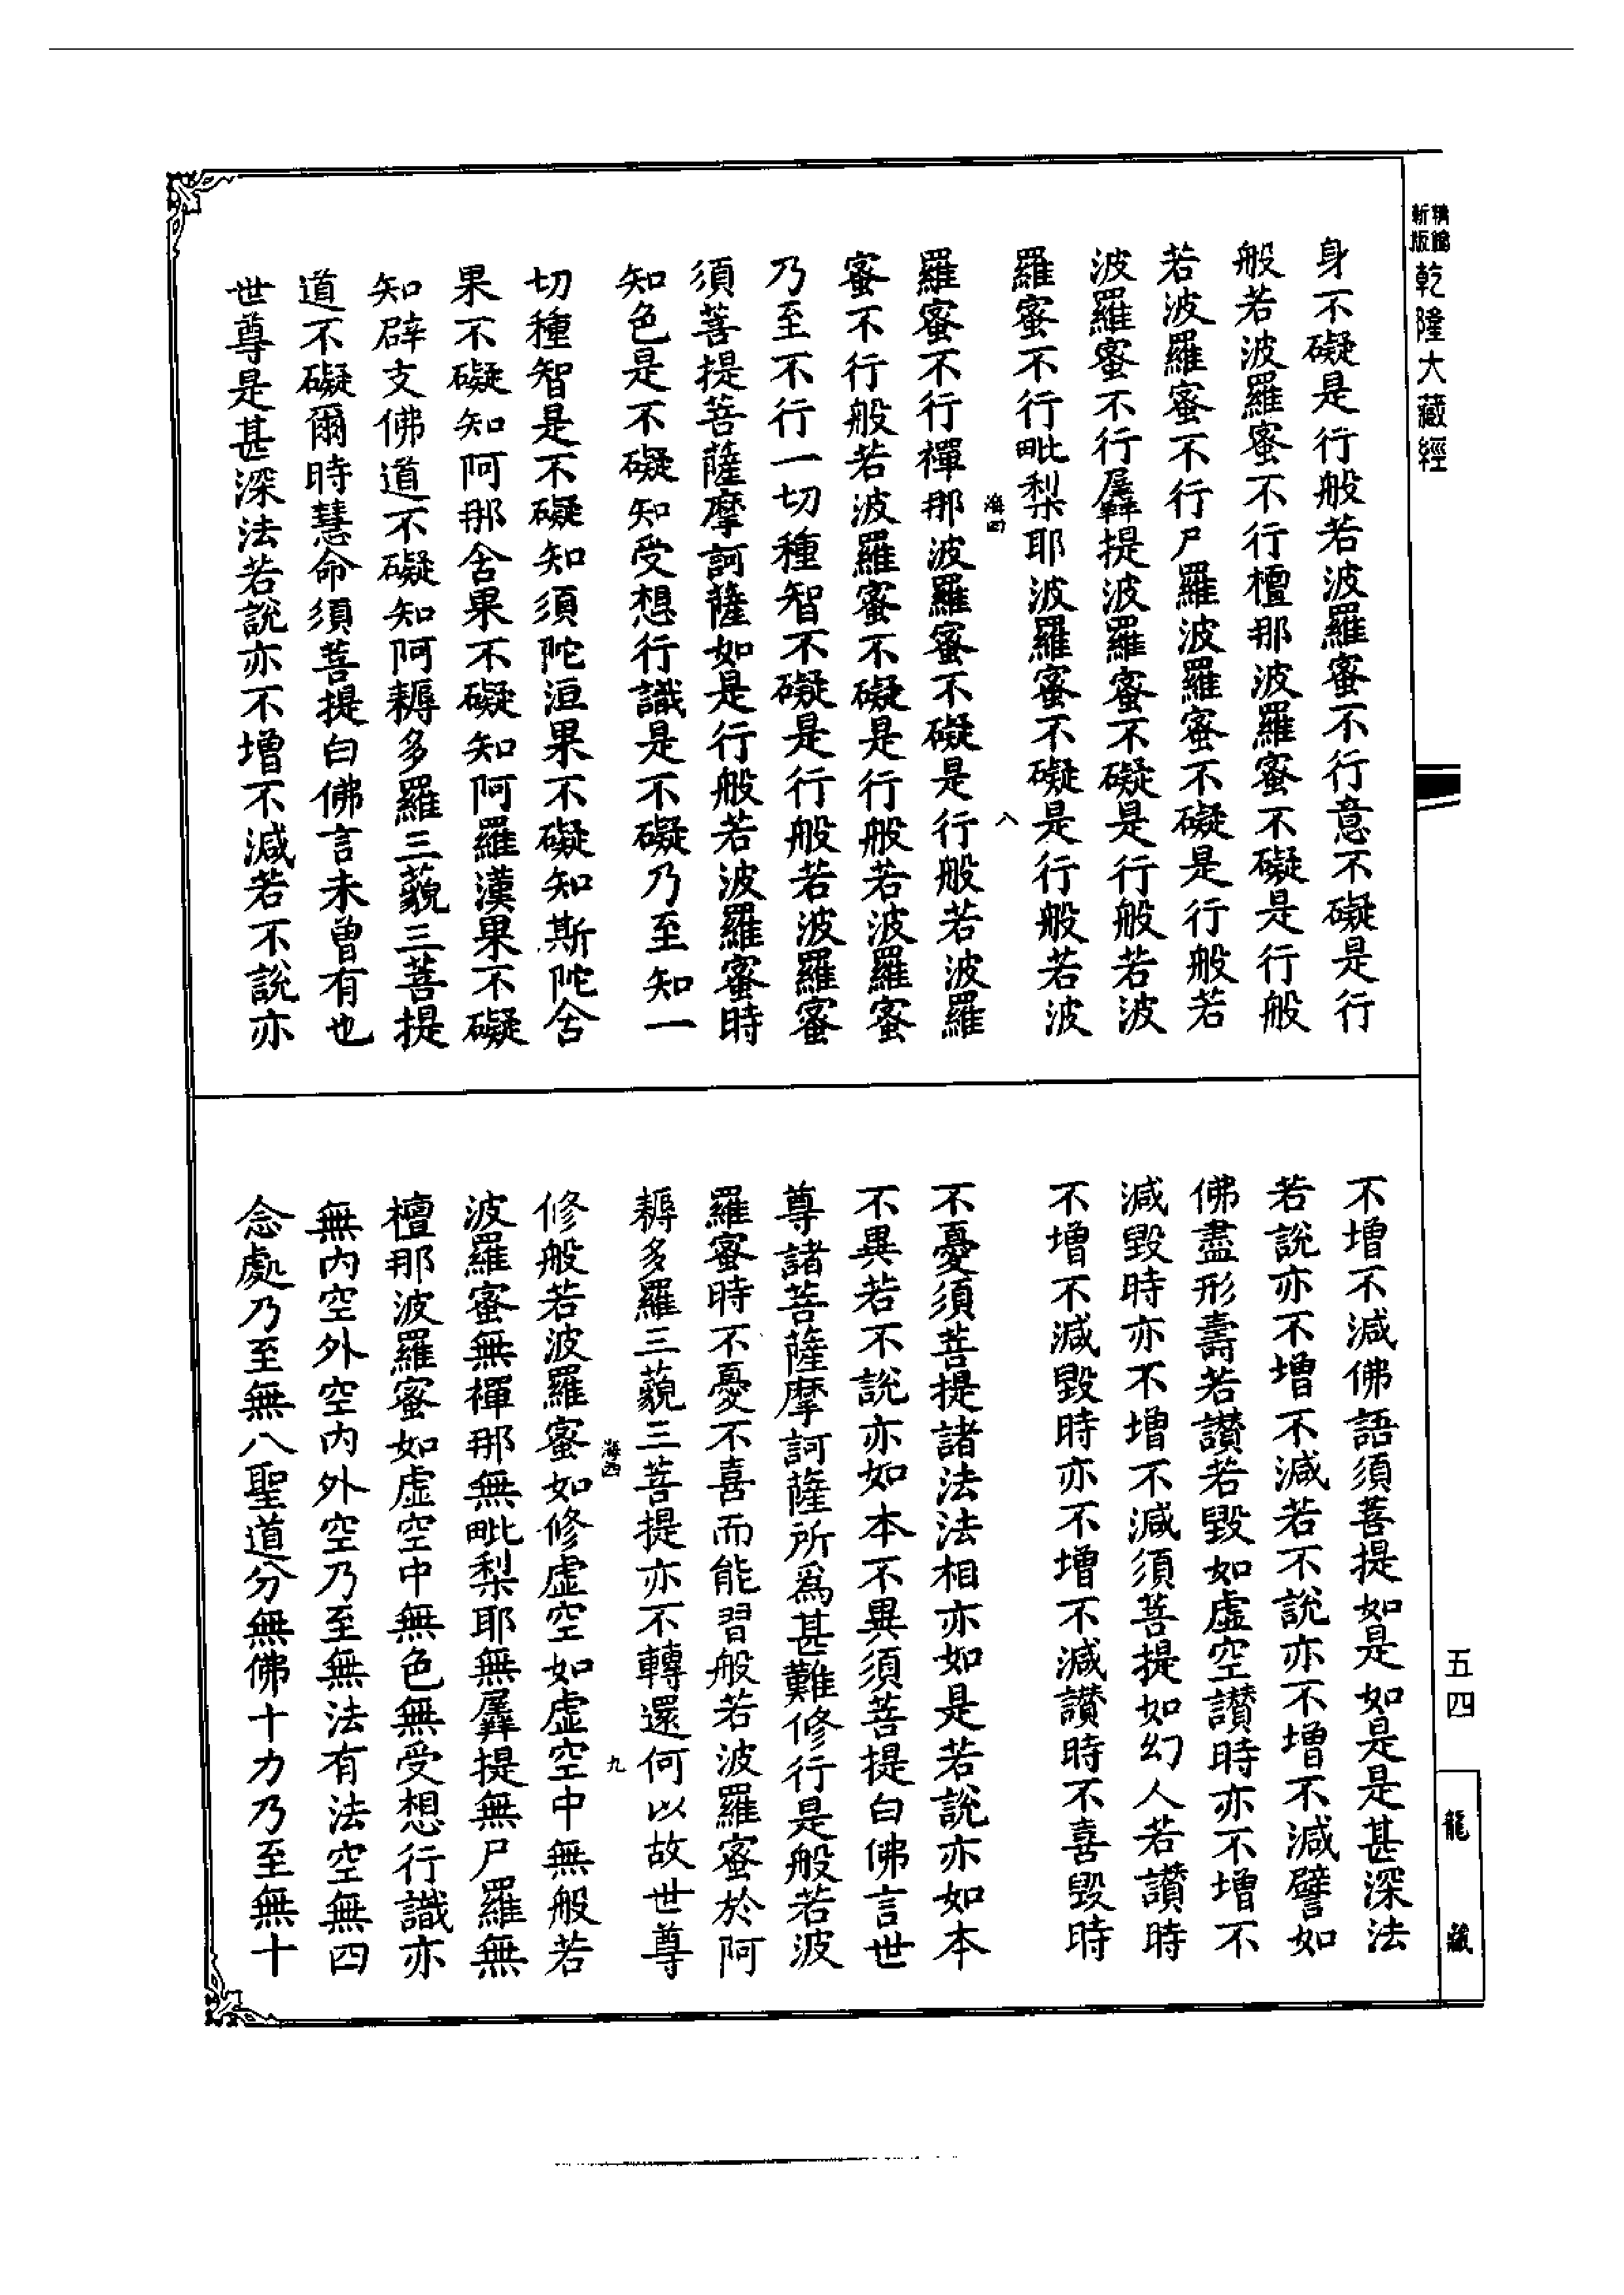 新版精縮
乾隆大藏經
身不礙是行般若波羅蜜不行意不礙是行
般若波羅蜜不行檀那波羅蜜不礙是行般
若波羅蜜不行尸羅波羅蜜不礙是行般若
波羅蜜不行羼提波羅蜜不礙是行般若波
羅蜜不行毗梨耶波羅蜜不礙是行般若波
八
羅蜜不行禪那波羅蜜不礙是行般若波羅
蜜不行般若波羅蜜不礙是行般若波羅蜜
乃至不行一切種智不礙是行般若波羅蜜
須菩提菩薩摩訶薩如是行般若波羅蜜時
知色是不礙知受想行識是不礙乃至知一
切種智是不礙知須陀洹果不礙知斯陀含
果不礙知阿那含果不礙知阿羅漢果不礙
知辟支佛道不礙知阿耨多羅三藐三菩提
道不礙爾時慧命須菩提白佛言未曾有也
世尊是甚深法若說亦不增不減若不說亦
不增不減佛語須菩提如是如是是甚深法
若說亦不增不減若不說亦不增不減譬如
佛盡形壽若讚若毀如虛空讚時亦不增不
減毀時亦不增不減須菩提如幻人若讚時
不增不減毀時亦不增不減讚時不喜毀時
不憂須菩提諸法法相亦如是若說亦如本
不異若不說亦如本不異須菩提白佛言世
尊諸菩薩摩訶薩所爲甚難修行是般若波
羅蜜時不憂不喜而能習般若波羅蜜於阿
耨多羅三藐三菩提亦不轉還何以故世尊
九
修般若波羅蜜如修虛空如虛空中無般若
波羅蜜無禪那無毗梨耶無羼提無尸羅無
檀那波羅蜜如虛空中無色無受想行識亦
無內空外空內外空乃至無法有法空無四
念處乃至無八聖道分無佛十力乃至無十
五四
龍藏